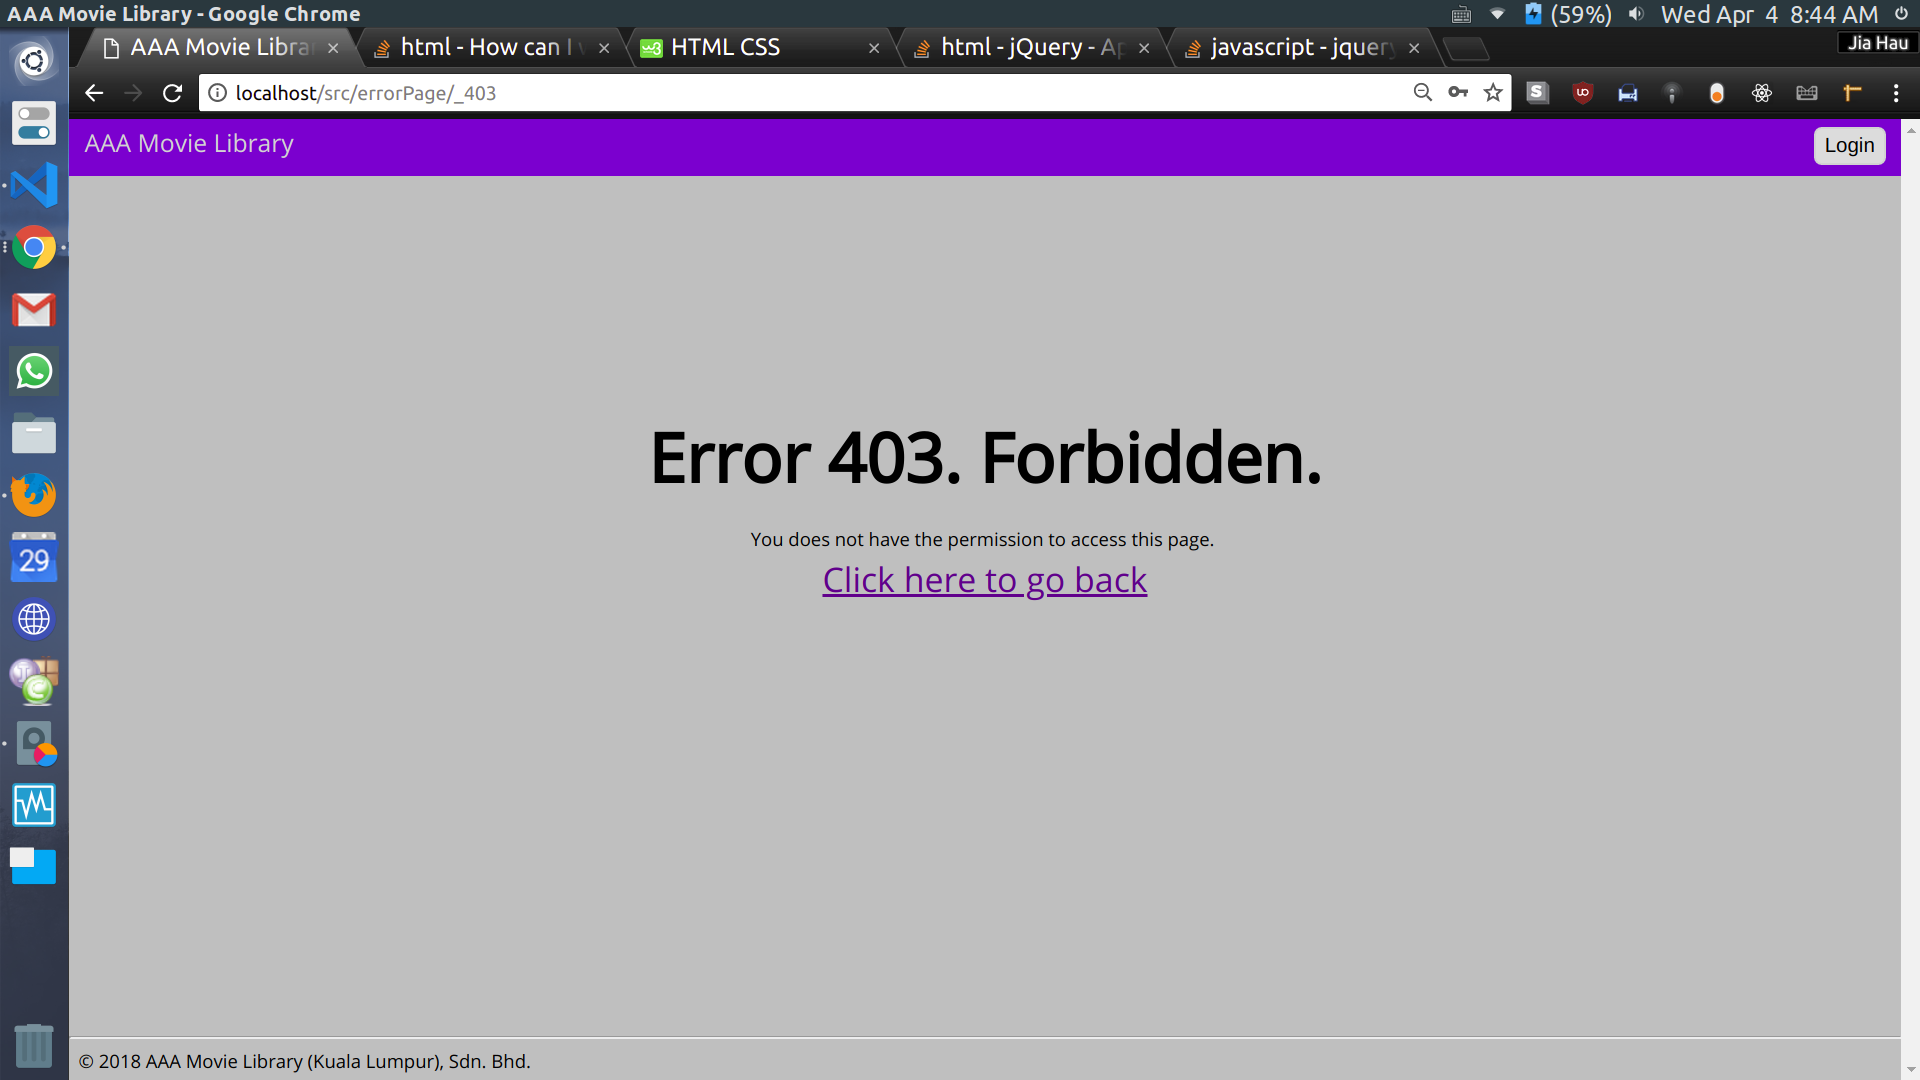 AAA Movie Library - Google Chrome
(59%) Wed Apr 4 8:44 AM
AAA Movie Libra
html - How can I
HTML CSS
html - jQuery - Ap
javascript - jquery
Jia Hau
localhost/src/errorPage/_403
AAA Movie Library
Login
Error 403. Forbidden.
You does not have the permission to access this page.
Click here to go back
29
© 2018 AAA Movie Library (Kuala Lumpur), Sdn. Bhd.